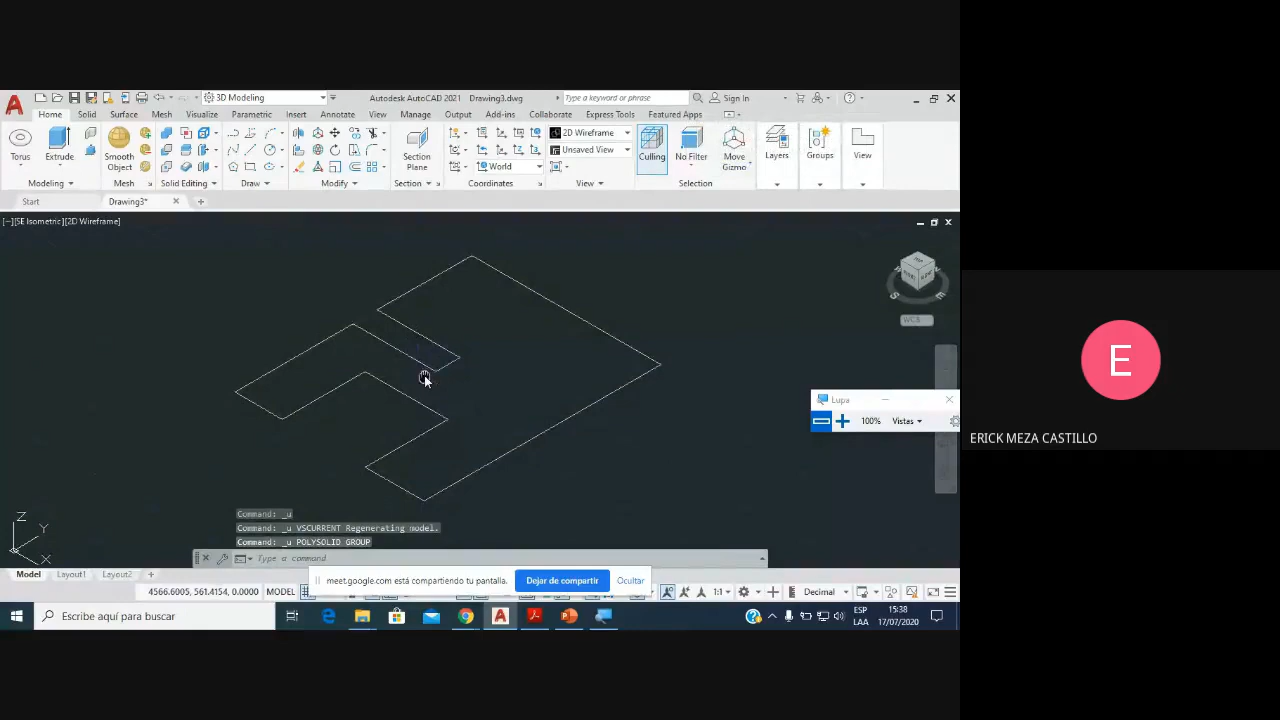 3D Modeling
Autodesk AutoCAD 2021 Drawing3.dwg
Type a keyword or phrase
Sign In
Home Solid Surface Mesh Visualize Parametric Insert Annotate View Manage Output Add-ins Collaborate Express Tools Featured Apps
2D Wireframe
Unsaved View
World
Torus Extrude Smooth Object Section Plane Culling No Filter Move Gizmo Layers Groups View
Modeling Mesh Solid Editing Draw Modify Section Coordinates View Selection
Start Drawing3*
[−][SE Isometric][2D Wireframe]
S E
WCS
Lupa
100% Vistas
E
ERICK MEZA CASTILLO
Z
Y
X
Command: _u
Command: _u VSCURRENT Regenerating model.
Command: _u POLYSOLID GROUP
Type a command
Model Layout1 Layout2
meet.google.com está compartiendo tu pantalla. Dejar de compartir Ocultar
4566.6005, 561.4154, 0.0000 MODEL 1:1 Decimal
Escribe aquí para buscar
ESP
LAA
15:38
17/07/2020